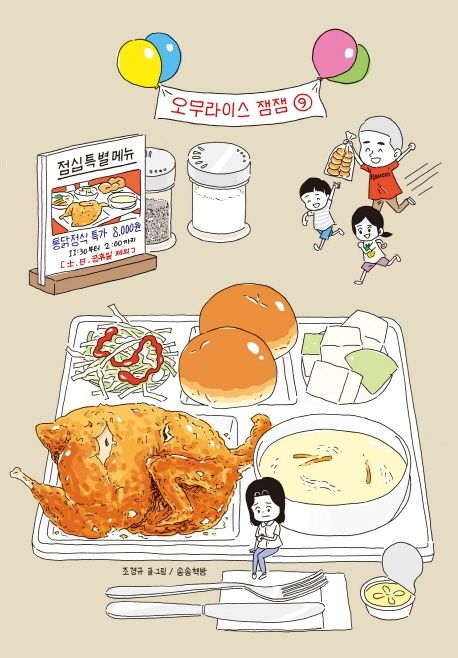 오무라이스 잼잼 ⑨
점심특별메뉴
통닭정식 특가 8,000원
11:30부터 2:00까지
[土.日.공휴일 제외]
조경규 글·그림 / 송송책방